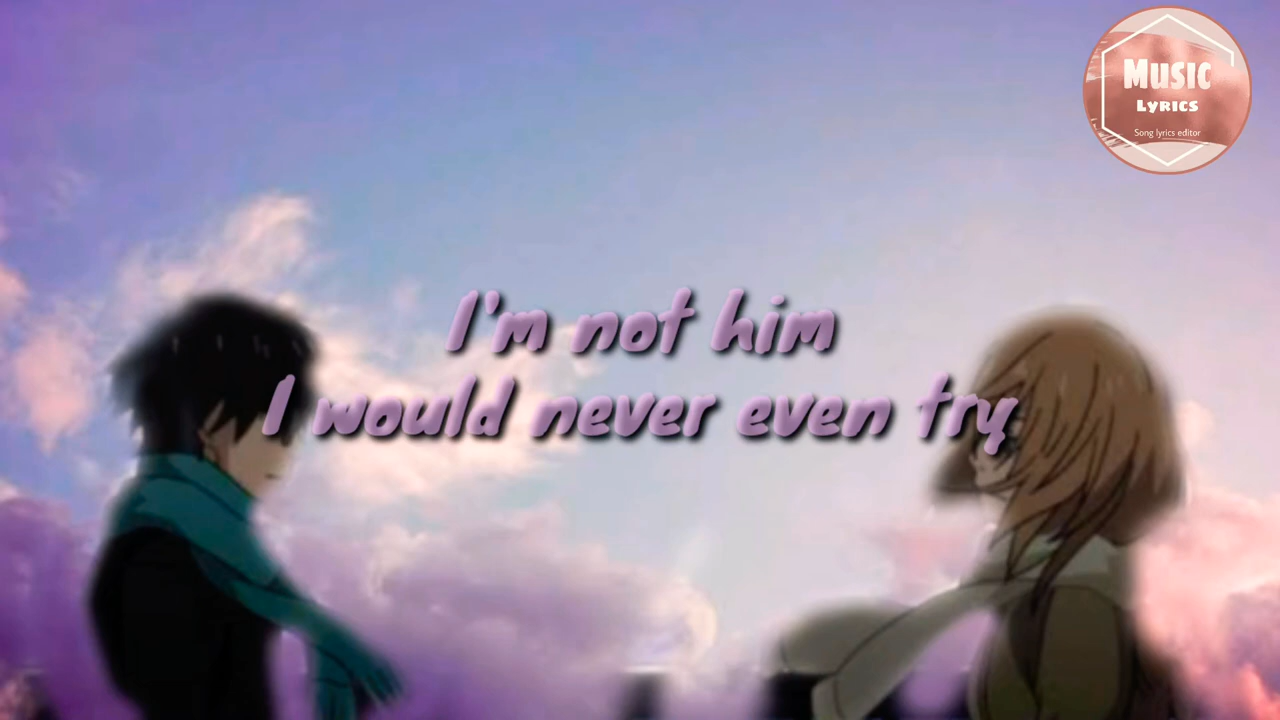 Music
Lyrics
Song lyrics editor
I'm not him
I would never even try